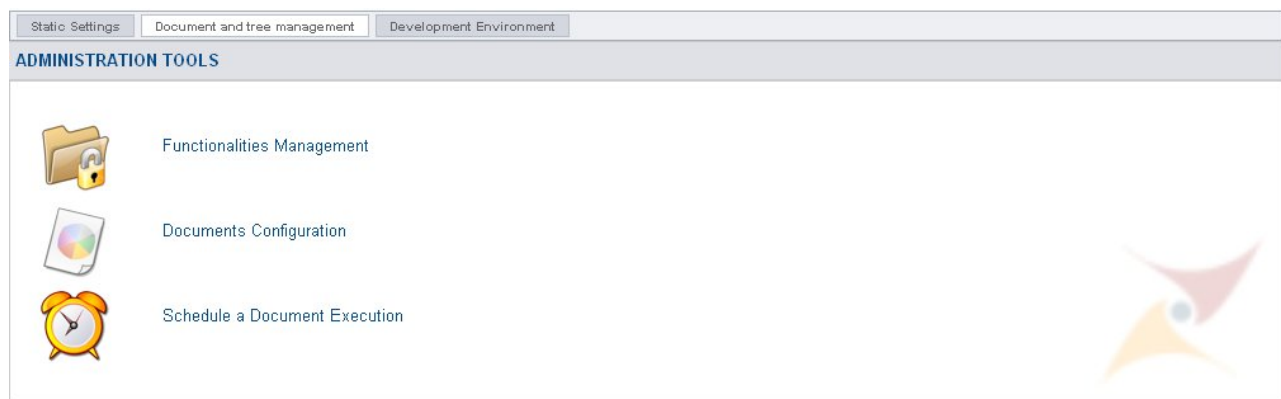 Static Settings
Document and tree management
Development Environment
ADMINISTRATION TOOLS
Functionalities Management
Documents Configuration
Schedule a Document Execution